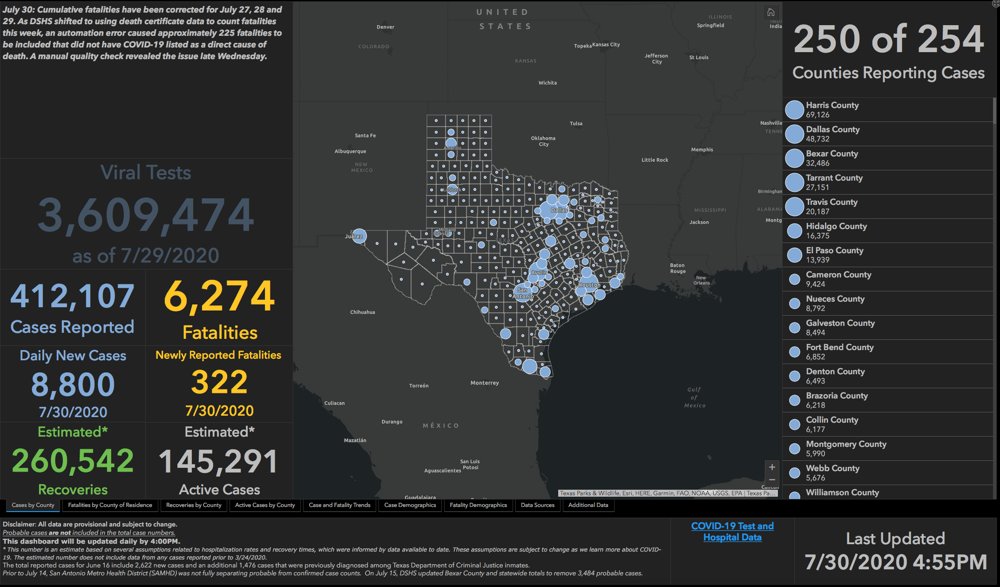 July 30: Cumulative fatalities have been corrected for July 27, 28 and
29. As DSHS shifted to using death certificate data to count fatalities
this week, an automation error caused approximately 225 fatalities to
be included that did not have COVID-19 listed as a direct cause of
death. A manual quality check revealed the issue late Wednesday.
Viral Tests
3,609,474
as of 7/29/2020
412,107
Cases Reported
6,274
Fatalities
Daily New Cases
8,800
7/30/2020
Newly Reported Fatalities
322
7/30/2020
Estimated*
260,542
Recoveries
Estimated*
145,291
Active Cases
UNITED
STATES
Denver
COLORADO
ILLINOIS
Springfield
INDI
India
Topeka
Kansas City
Jefferson
City
St Louis
KANSAS
Wichita
Tulsa
Nashville
TENNE
Santa Fe
Oklahoma
City
Albuquerque
Amarillo
Memphis
Little Rock
NEW
MEXICO
Lubbock
Birmingham
Dallas
MISSISSIPPI
ALABAMA
Jackson
Montg
Midland
Odessa
Juárez
TEXAS
Baton
Rouge
Austin
New
Orleans
Houston
San
Antonio
Chihuahua
Monterrey
Torreón
Gulf
of
Mexico
Culiacan
Durango
MÉXICO
Mazatlán
San Luis
Potosi
Aguascalientes
Cancun
Guadalajara
+
−
Texas Parks & Wildlife, Esri, HERE, Garmin, FAO, NOAA, USGS, EPA | Texas Pa...
250 of 254
Counties Reporting Cases
Harris County
69,126
Dallas County
48,732
Bexar County
32,486
Tarrant County
27,151
Travis County
20,187
Hidalgo County
16,375
El Paso County
13,939
Cameron County
9,424
Nueces County
8,792
Galveston County
8,494
Fort Bend County
6,852
Denton County
6,493
Brazoria County
6,218
Collin County
6,177
Montgomery County
5,990
Webb County
5,676
Williamson County
Cases by County
Fatalities by County of Residence
Recoveries by County
Active Cases by County
Case and Fatality Trends
Case Demographics
Fatality Demographics
Data Sources
Additional Data
Disclaimer: All data are provisional and subject to change.
Probable cases are not included in the total case numbers.
This dashboard will be updated daily by 4:00PM.
* This number is an estimate based on several assumptions related to hospitalization rates and recovery times, which were informed by data available to date. These assumptions are subject to change as we learn more about COVID-
19. The estimated number does not include data from any cases reported prior to 3/24/2020.
The total reported cases for June 16 include 2,622 new cases and an additional 1,476 cases that were previously diagnosed among Texas Department of Criminal Justice inmates.
Prior to July 14, San Antonio Metro Health District (SAMHD) was not fully separating probable from confirmed case counts. On July 15, DSHS updated Bexar County and statewide totals to remove 3,484 probable cases.
COVID-19 Test and
Hospital Data
Last Updated
7/30/2020 4:55PM